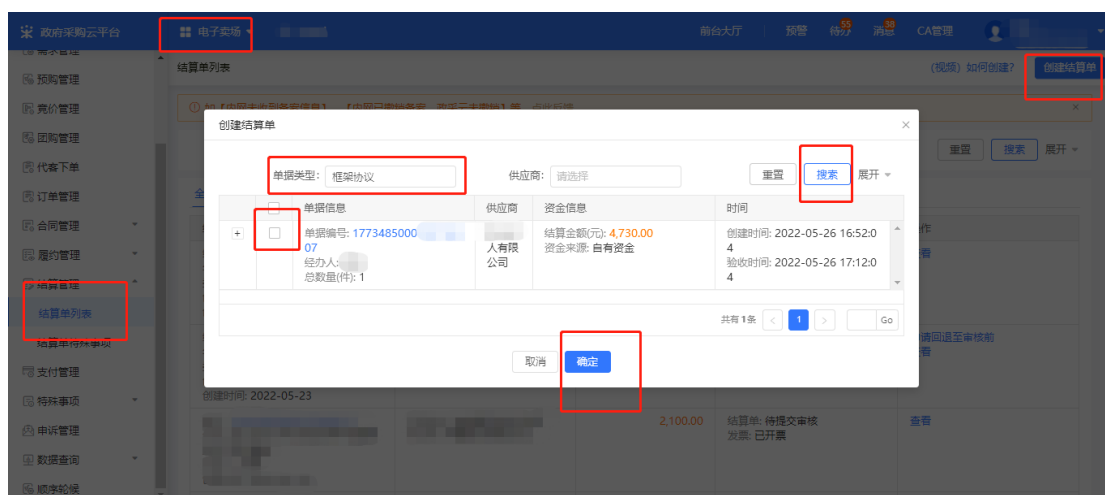 政府采购云平台
电子卖场
前台大厅
预警
待办
55
消息
38
CA管理
预购管理
竞价管理
团购管理
代客下单
订单管理
合同管理
履约管理
结算管理
结算单列表
结算单特殊事项
支付管理
特殊事项
申诉管理
数据查询
顺序轮候
结算单列表
(视频) 如何创建?
创建结算单
重置
搜索
展开
创建结算单
单据类型: 框架协议
供应商: 请选择
重置
搜索
展开
单据信息
供应商
资金信息
时间
单据编号: 1773485000
07
经办人:
总数量(件): 1
人有限
公司
结算金额(元): 4,730.00
资金来源: 自有资金
创建时间: 2022-05-26 16:52:0
4
验收时间: 2022-05-26 17:12:0
4
共有 1 条
1
Go
取消
确定
请回退至审核前
创建时间: 2022-05-23
2,100.00
结算单: 待提交审核
发票: 已开票
查看